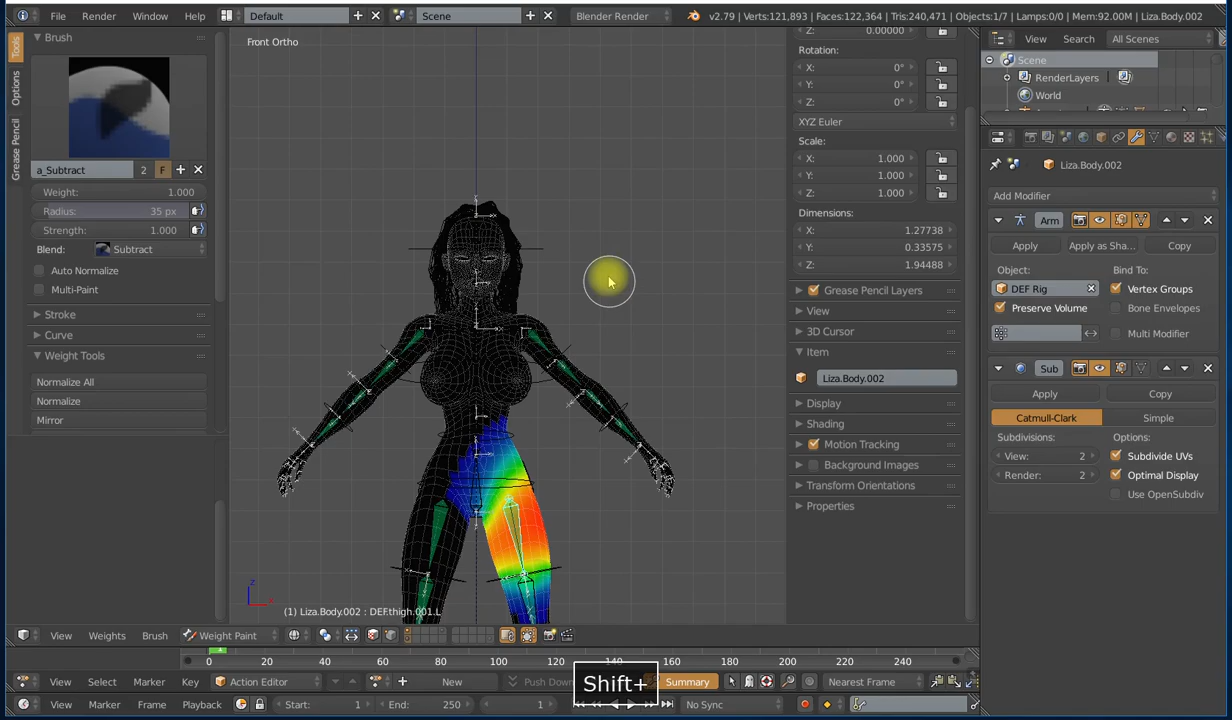 File Render Window Help Default Scene Blender Render v2.79 | Verts:121,893 | Faces:122,364 | Tris:240,471 | Objects:1/7 | Lamps:0/0 | Mem:92.00M | Liza.Body.002
Tools
Options
Grease Pencil
Brush
a_Subtract 2 F
Weight: 1.000
Radius: 35 px
Strength: 1.000
Blend: Subtract
Auto Normalize
Multi-Paint
Stroke
Curve
Weight Tools
Normalize All
Normalize
Mirror
Front Ortho
(1) Liza.Body.002 : DEF.thigh.001.L
Z: 0.00000
Rotation:
X: 0°
Y: 0°
Z: 0°
XYZ Euler
Scale:
X: 1.000
Y: 1.000
Z: 1.000
Dimensions:
X: 1.27738
Y: 0.33575
Z: 1.94488
Grease Pencil Layers
View
3D Cursor
Item
Liza.Body.002
Display
Shading
Motion Tracking
Background Images
Transform Orientations
Properties
View Search All Scenes
Scene
RenderLayers
World
Liza.Body.002
Add Modifier
Arm
Apply Apply as Sha... Copy
Object: Bind To:
DEF Rig Vertex Groups
Preserve Volume Bone Envelopes
Multi Modifier
Sub
Apply Copy
Catmull-Clark Simple
Subdivisions: Options:
View: 2 Subdivide UVs
Render: 2 Optimal Display
Use OpenSubdiv
View Weights Brush Weight Paint
0 20 40 60 80 100 120 140 160 180 200 220 240
View Select Marker Channel Key Action Editor New Push Down Summary Nearest Frame
Shift+
View Marker Frame Playback Start: 1 End: 250 1 No Sync